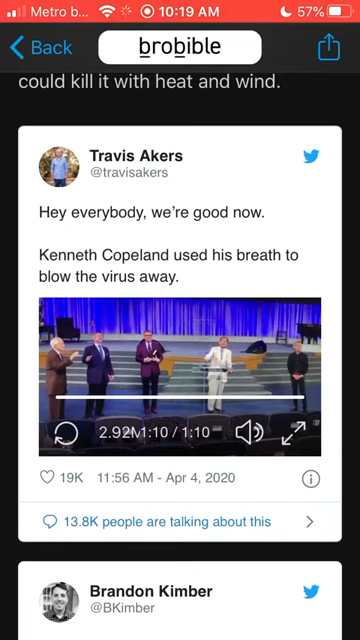 Metro b... 10:19 AM 57%
Back brobible
could kill it with heat and wind.
Travis Akers
@travisakers
Hey everybody, we're good now.
Kenneth Copeland used his breath to
blow the virus away.
2.92M 1:10 / 1:10
19K 11:56 AM - Apr 4, 2020
13.8K people are talking about this
Brandon Kimber
@BKimber